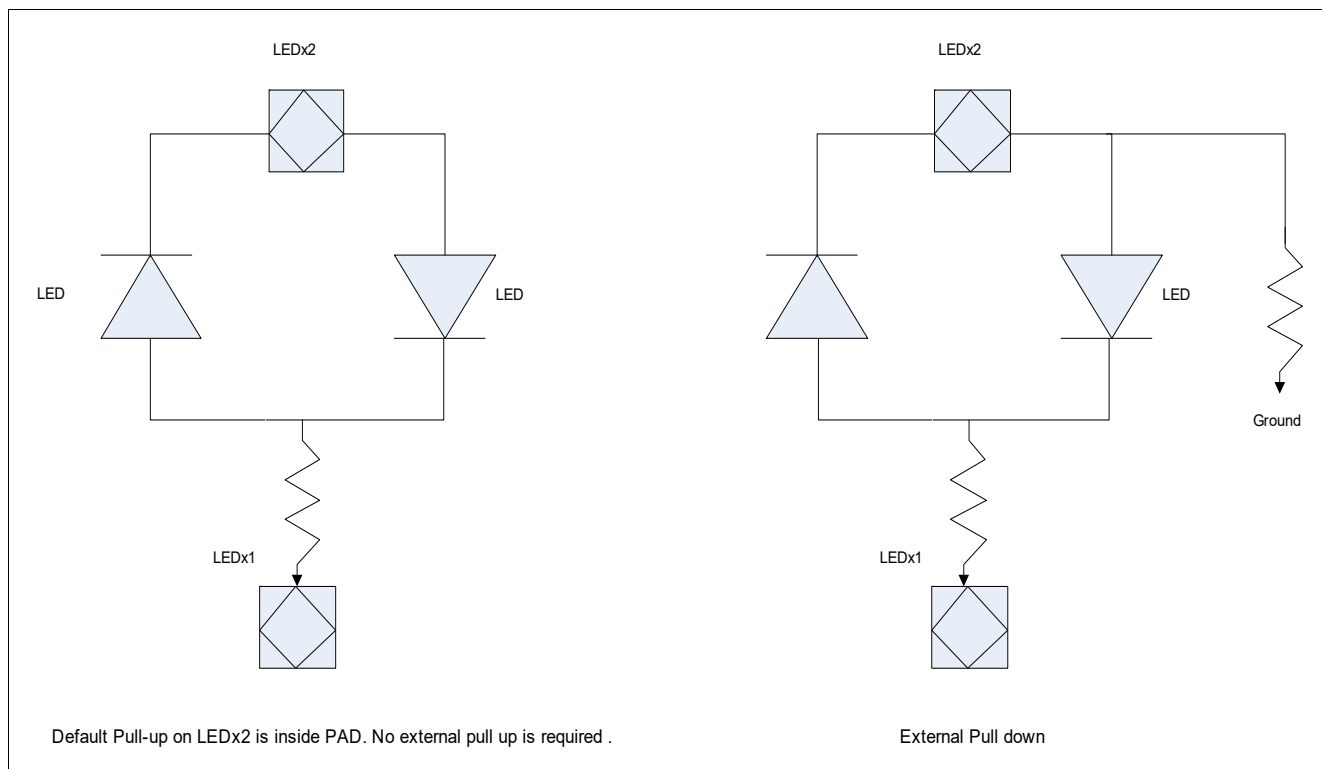 LEDx2
LED
LED
LEDx1
Default Pull-up on LEDx2 is inside PAD. No external pull up is required .
LEDx2
LED
Ground
LEDx1
External Pull down